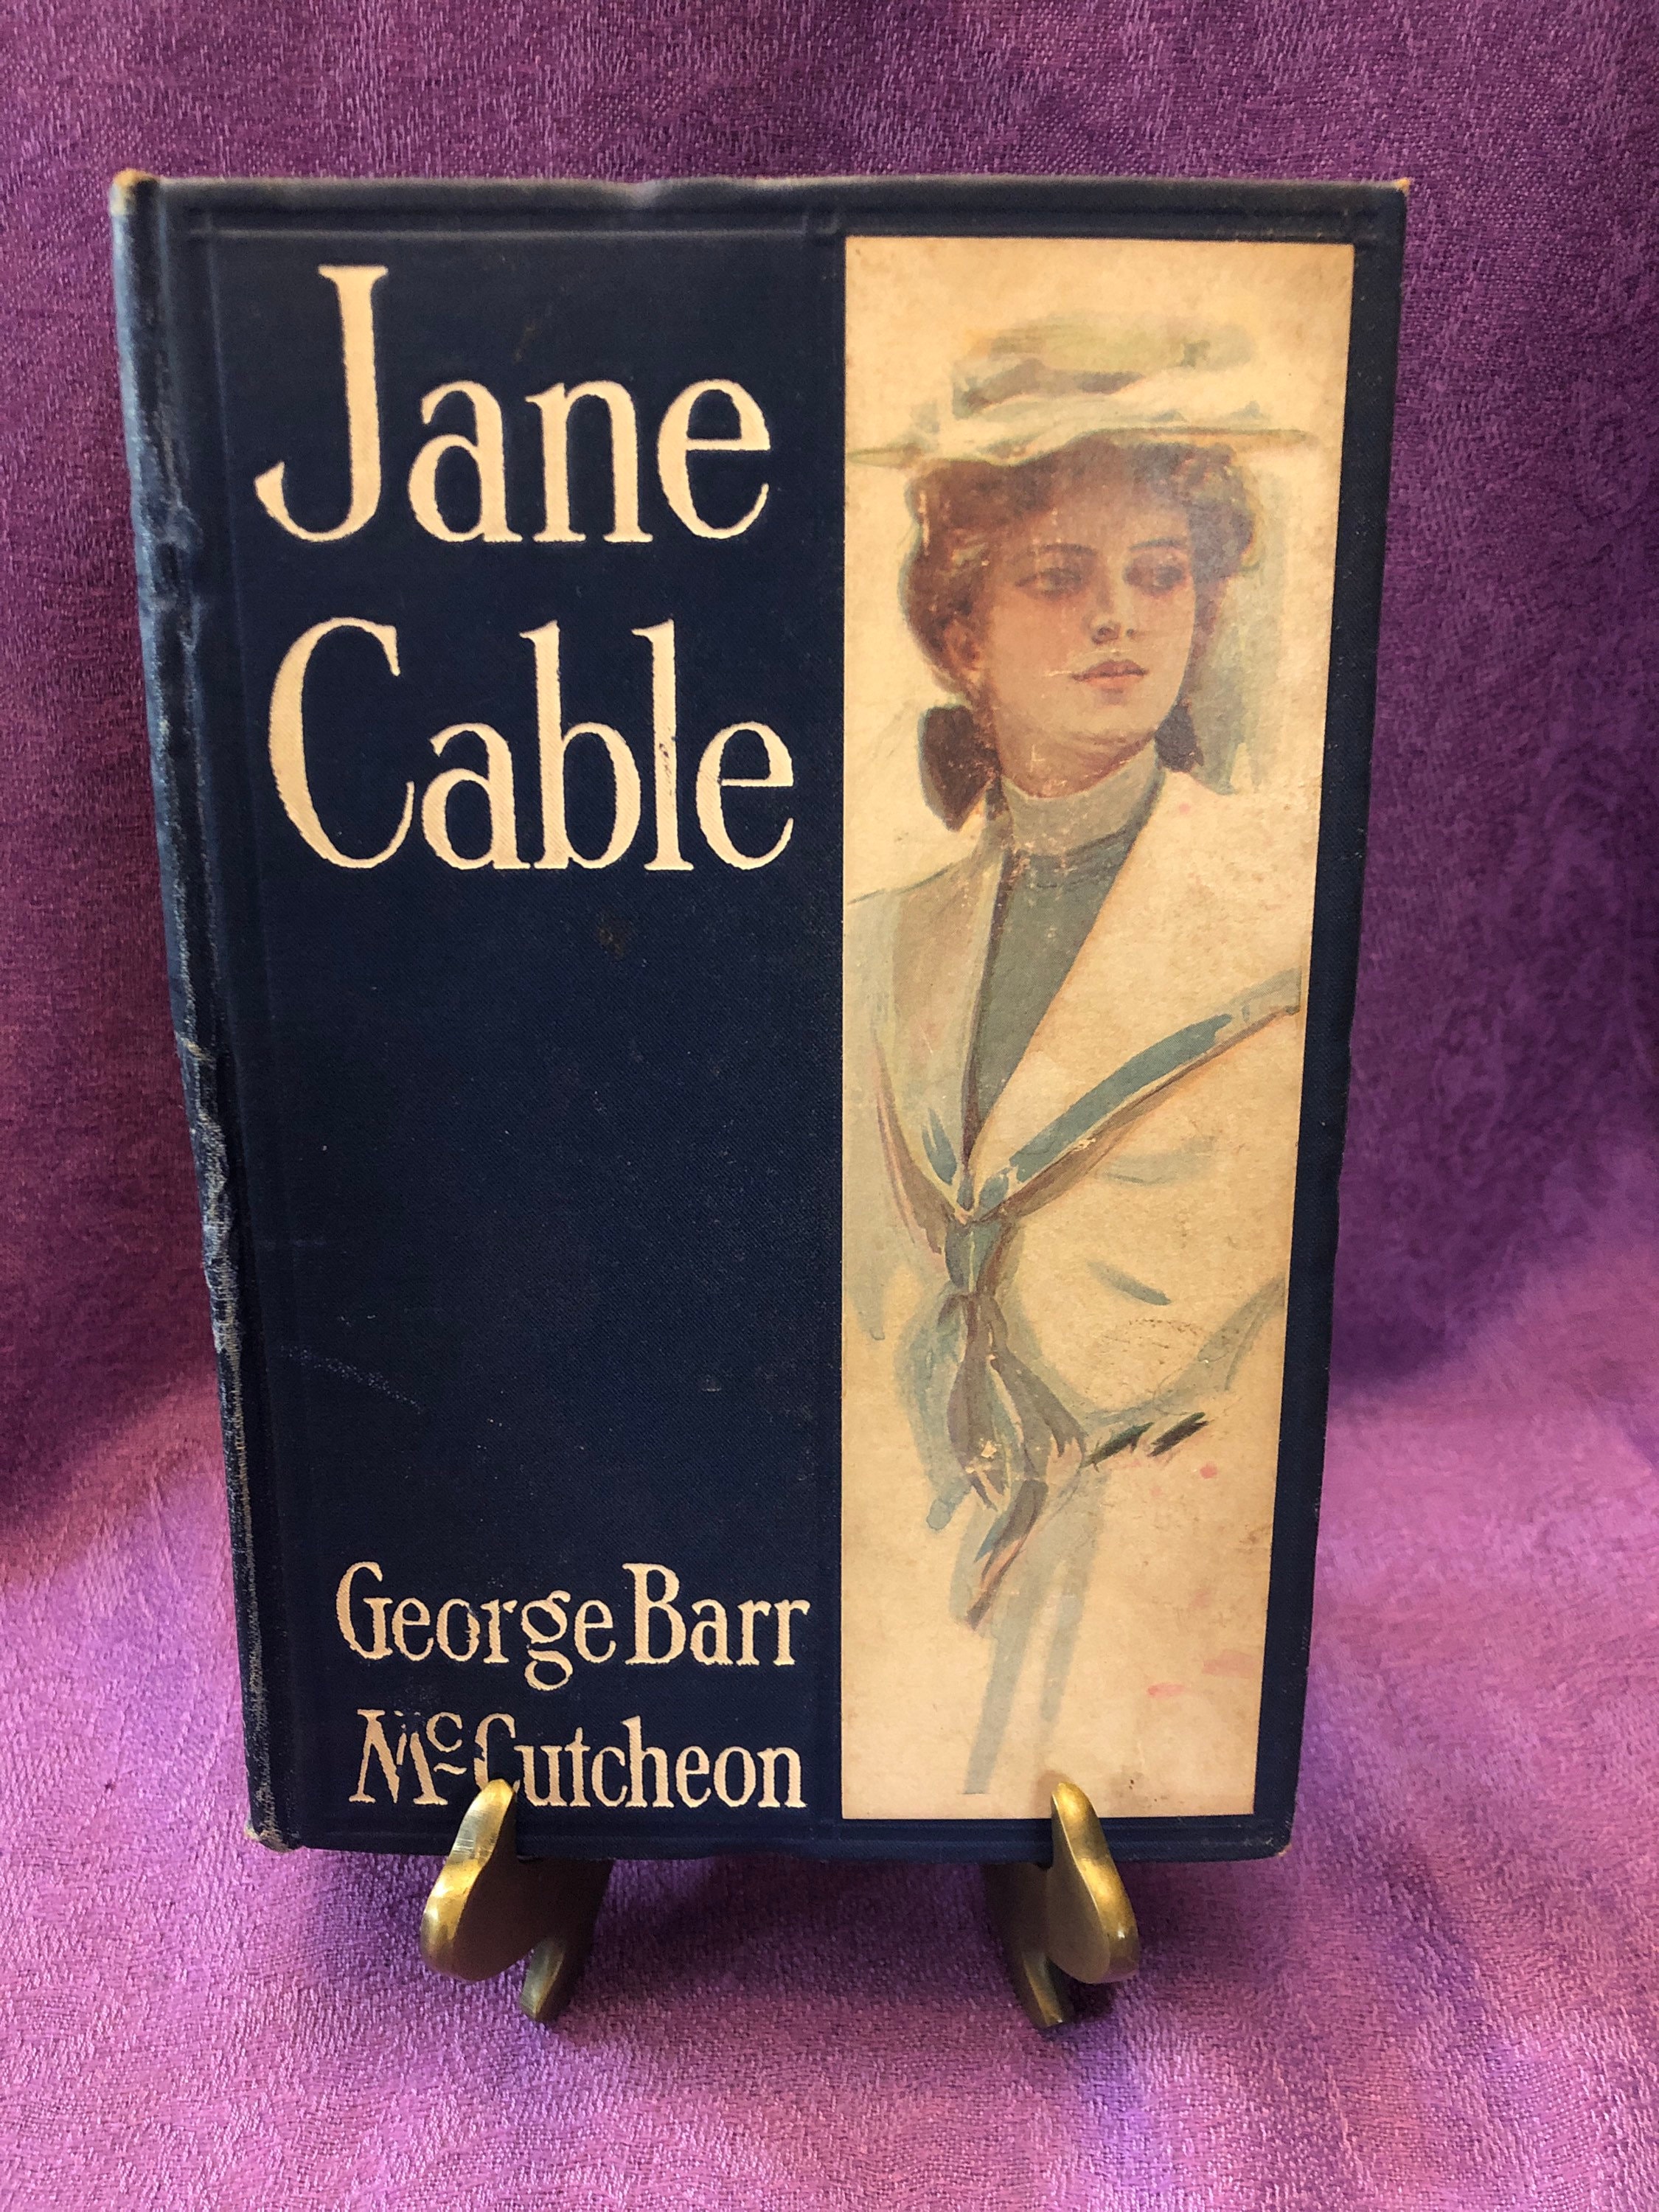 Jane
Cable
George Barr
McCutcheon